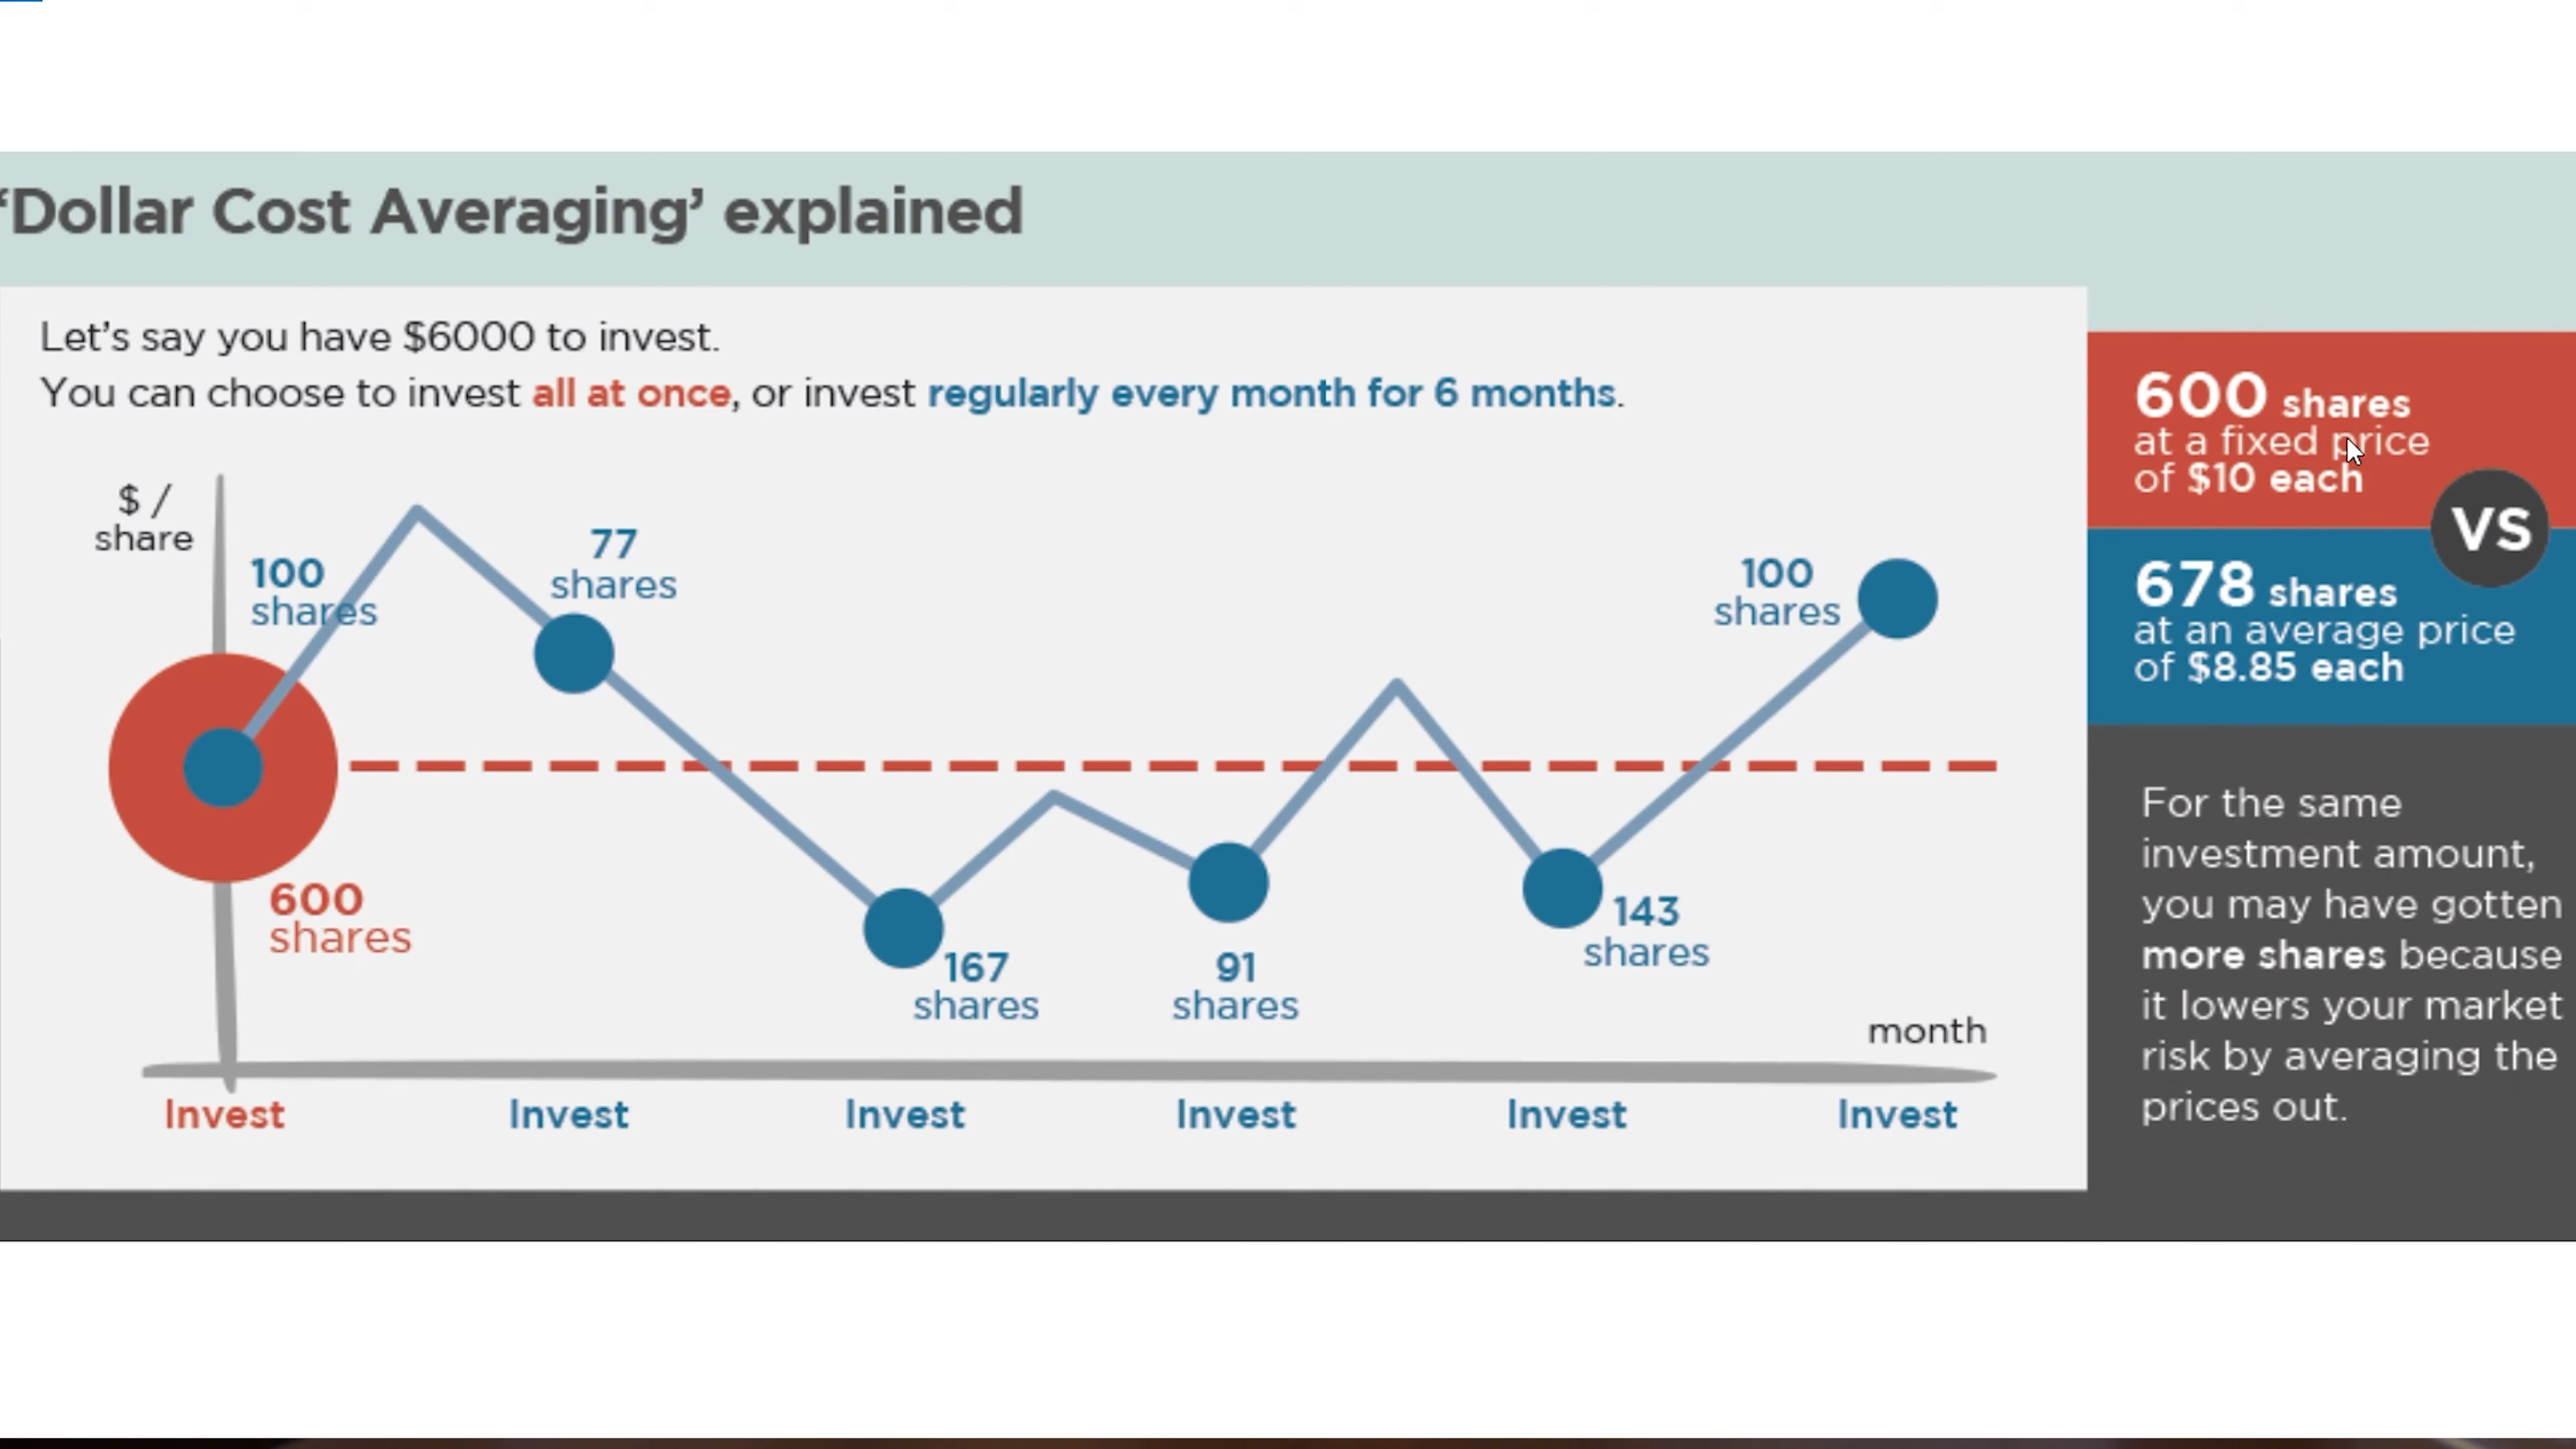 ‘Dollar Cost Averaging’ explained
Let's say you have $6000 to invest.
You can choose to invest all at once, or invest regularly every month for 6 months.
$ /
share
100
shares
77
shares
100
shares
600
shares
167
shares
91
shares
143
shares
month
Invest
Invest
Invest
Invest
Invest
Invest
600 shares
at a fixed price
of $10 each
VS
678 shares
at an average price
of $8.85 each
For the same
investment amount,
you may have gotten
more shares because
it lowers your market
risk by averaging the
prices out.